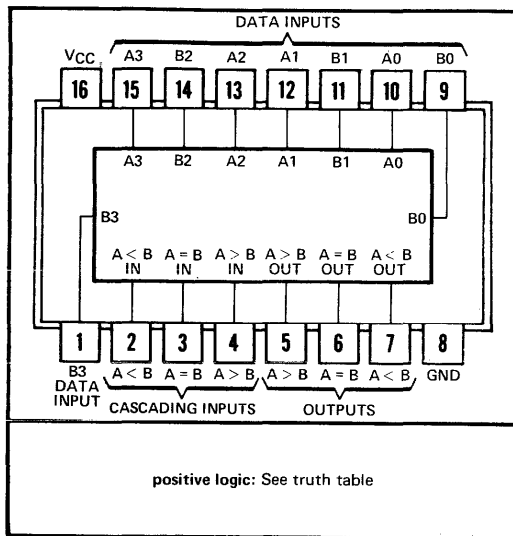 DATA INPUTS
VCC A3 B2 A2 A1 B1 A0 B0
16 15 14 13 12 11 10 9
A3 B2 A2 A1 B1 A0
B3 B0
A < B A = B A > B A > B A = B A < B
IN IN IN OUT OUT OUT
1 2 3 4 5 6 7 8
B3 A < B A = B A > B A > B A = B A < B GND
DATA
INPUT CASCADING INPUTS OUTPUTS
positive logic: See truth table